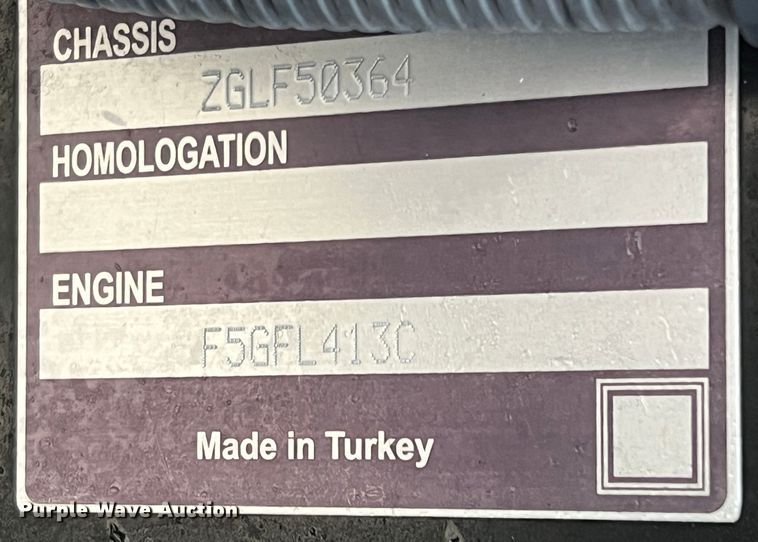 CHASSIS
ZGLF50364
HOMOLOGATION
ENGINE
F5GFL413C
Made in Turkey
Purple Wave Auction